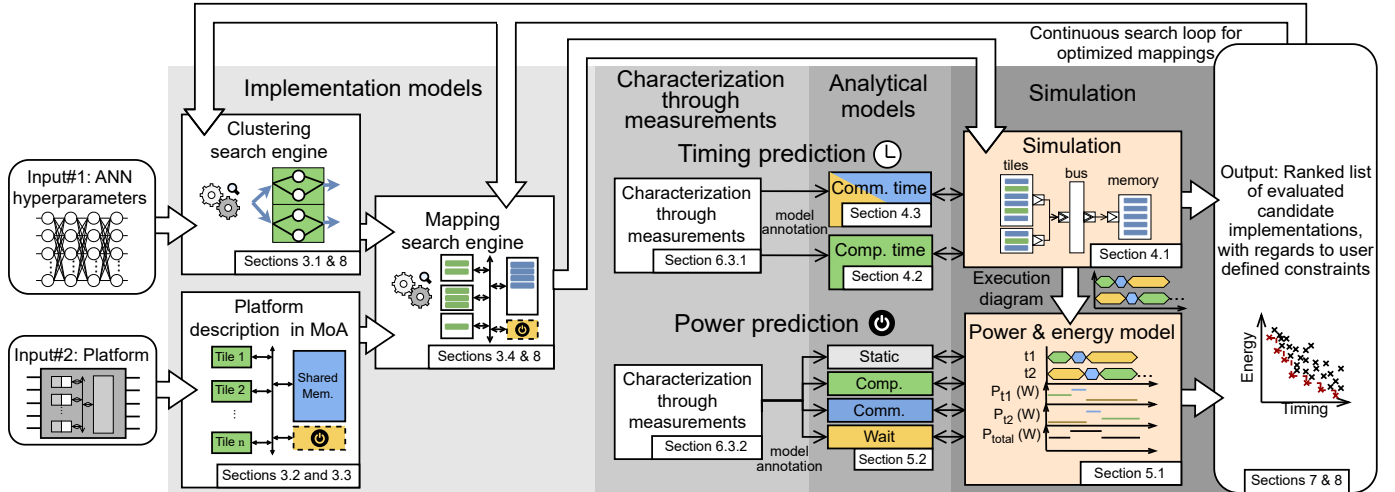 Continuous search loop for
optimized mappings
Implementation models
Characterization
through
measurements
Analytical
models
Simulation
Input#1: ANN
hyperparameters
Clustering
search engine
Sections 3.1 & 8
Input#2: Platform
Platform
description in MoA
Tile 1
Tile 2
Tile n
Shared
Mem.
Sections 3.2 and 3.3
Mapping
search engine
Sections 3.4 & 8
Timing prediction
Characterization
through
measurements
Section 6.3.1
model
annotation
Comm. time
Section 4.3
Comp. time
Section 4.2
Simulation
tiles
bus
memory
Section 4.1
Execution
diagram
Power prediction
Characterization
through
measurements
Section 6.3.2
model
annotation
Static
Comp.
Comm.
Wait
Section 5.2
Power & energy model
t1
t2
P t1 (W)
P t2 (W)
P total (W)
Section 5.1
Output: Ranked list
of evaluated
candidate
implementations,
with regards to user
defined constraints
Energy
Timing
Sections 7 & 8